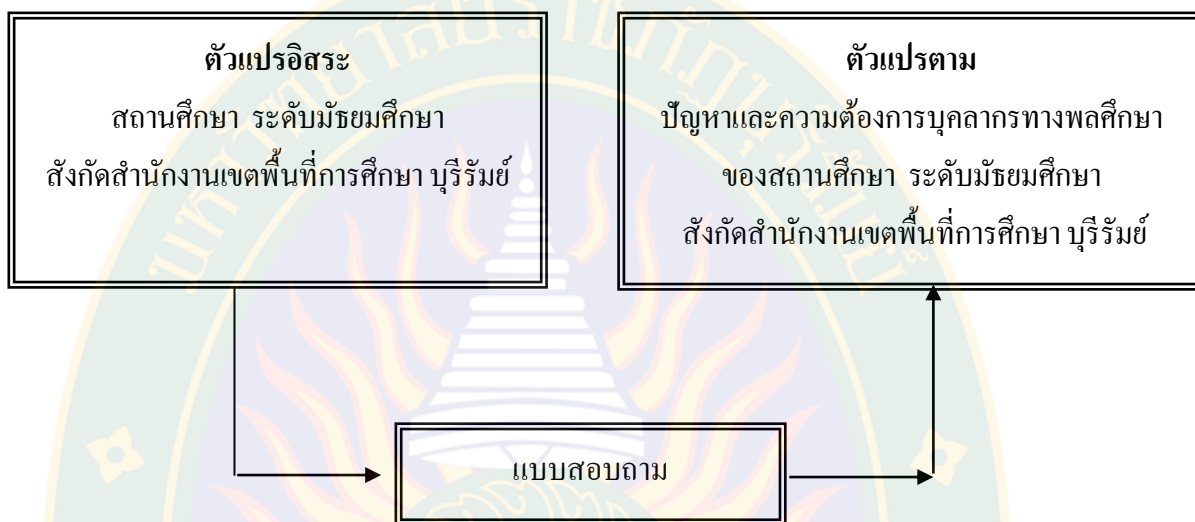 ตัวแปรอิสระ
สถานศึกษา ระดับมัธยมศึกษา
สังกัดสำนักงานเขตพื้นที่การศึกษา บุรีรัมย์
ตัวแปรตาม
ปัญหาและความต้องการบุคลากรทางพลศึกษา
ของสถานศึกษา ระดับมัธยมศึกษา
สังกัดสำนักงานเขตพื้นที่การศึกษา บุรีรัมย์
แบบสอบถาม